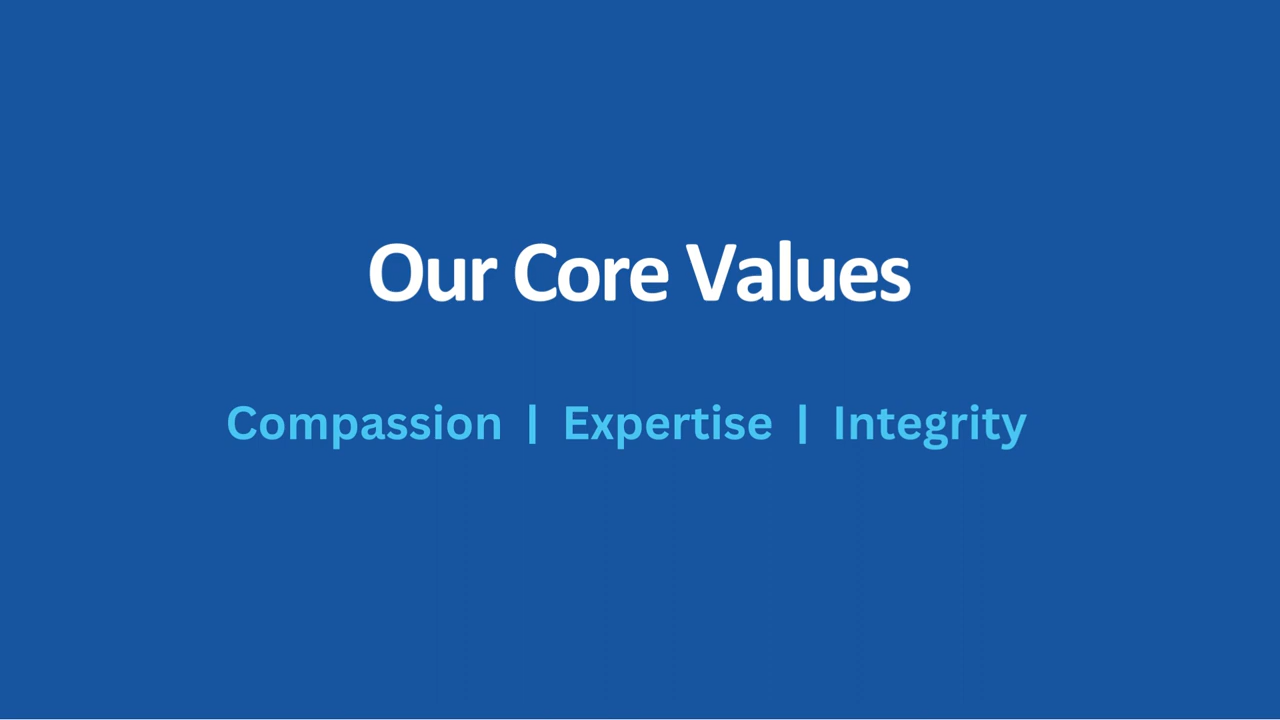 Our Core Values
Compassion | Expertise | Integrity